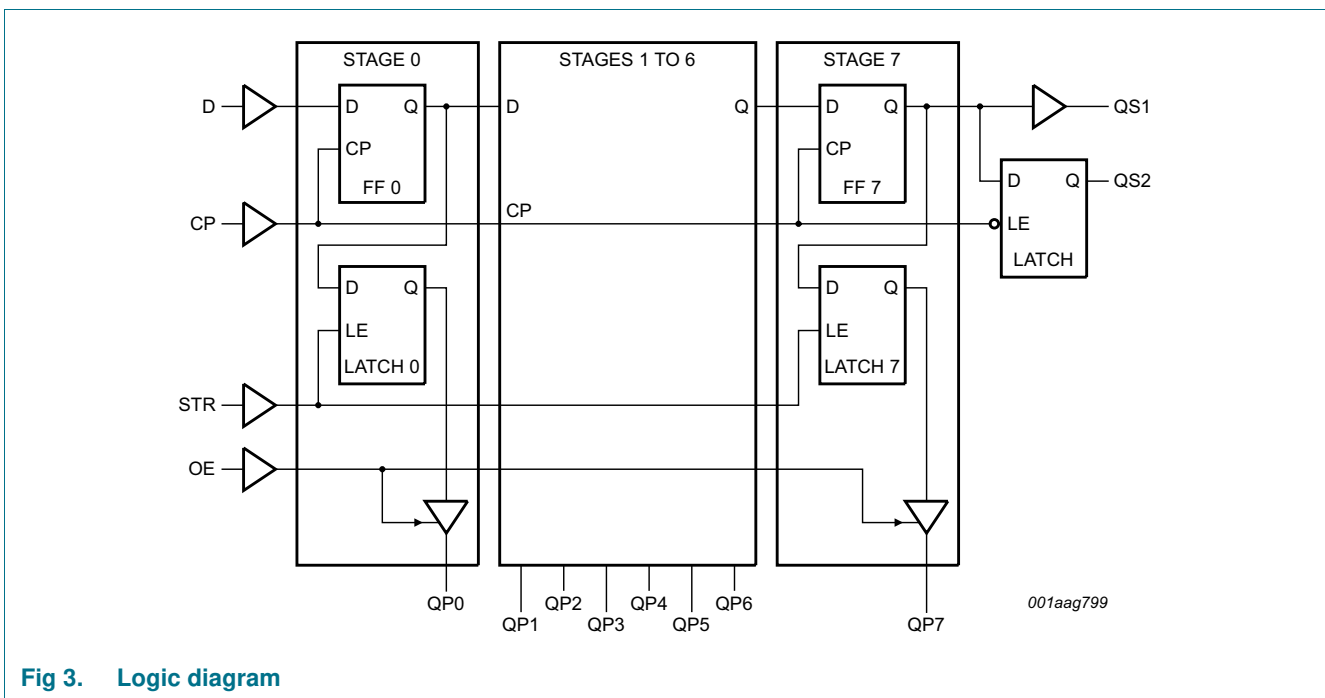 STAGE 0
STAGES 1 TO 6
STAGE 7
D
D
Q
D
Q
D
Q
QS1
CP
CP
FF 0
FF 7
D
Q
QS2
CP
CP
LE
LATCH
D
Q
D
Q
LE
LE
LATCH 0
LATCH 7
STR
OE
QP0
QP2
QP4
QP6
QP1
QP3
QP5
QP7
001aag799
Fig 3. Logic diagram